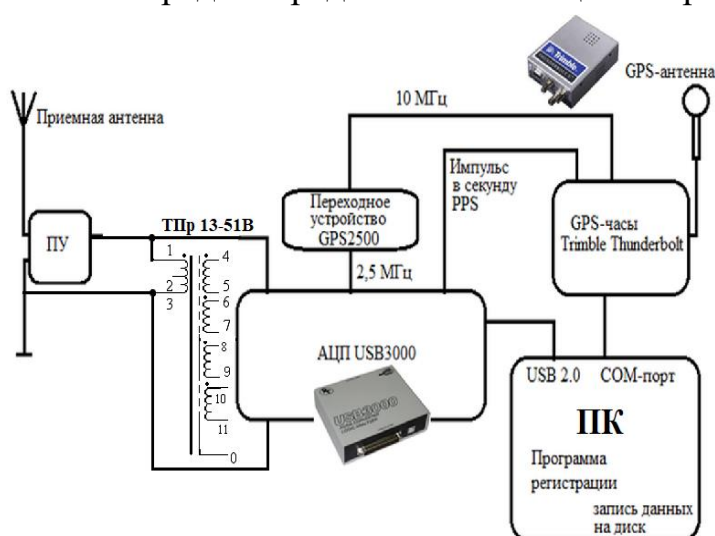 GPS-антенна
10 МГц
Приемная антенна
Trimble
Импульс
в секунду
PPS
Переходное
устройство
GPS2500
GPS-часы
Trimble Thunderbolt
ПУ
ТПр 13-51В
1
2
3
4
5
6
7
8
9
10
11
0
2,5 МГц
АЦП USB3000
USB3000
USB 2.0 COM-порт
ПК
Программа
регистрации
запись данных
на диск